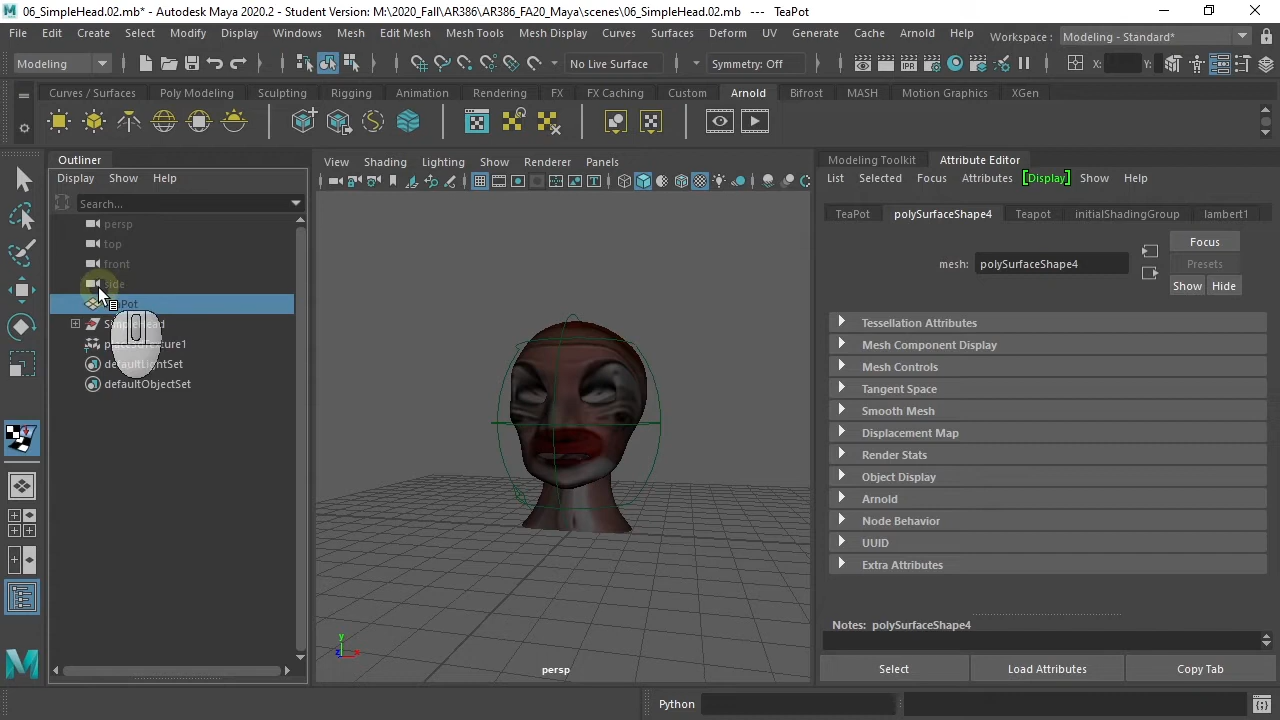 06_SimpleHead.02.mb* - Autodesk Maya 2020.2 - Student Version: M:\2020_Fall\AR386\AR386_FA20_Maya\scenes\06_SimpleHead.02.mb --- TeaPot
File Edit Create Select Modify Display Windows Mesh Edit Mesh Mesh Tools Mesh Display Curves Surfaces Deform UV Generate Cache Arnold Help Workspace : Modeling - Standard*
Modeling No Live Surface Symmetry: Off X: Y:
Curves / Surfaces Poly Modeling Sculpting Rigging Animation Rendering FX FX Caching Custom Arnold Bifrost MASH Motion Graphics XGen
IPR
Outliner
Display Show Help
Search...
persp
top
front
side
SimpleHead
defaultLightSet
defaultObjectSet
View Shading Lighting Show Renderer Panels
y
x
persp
Modeling Toolkit Attribute Editor
List Selected Focus Attributes [Display] Show Help
TeaPot polySurfaceShape4 Teapot initialShadingGroup lambert1
mesh: polySurfaceShape4
Focus
Presets
Show Hide
Tessellation Attributes
Mesh Component Display
Mesh Controls
Tangent Space
Smooth Mesh
Displacement Map
Render Stats
Object Display
Arnold
Node Behavior
UUID
Extra Attributes
Notes: polySurfaceShape4
Select Load Attributes Copy Tab
Python